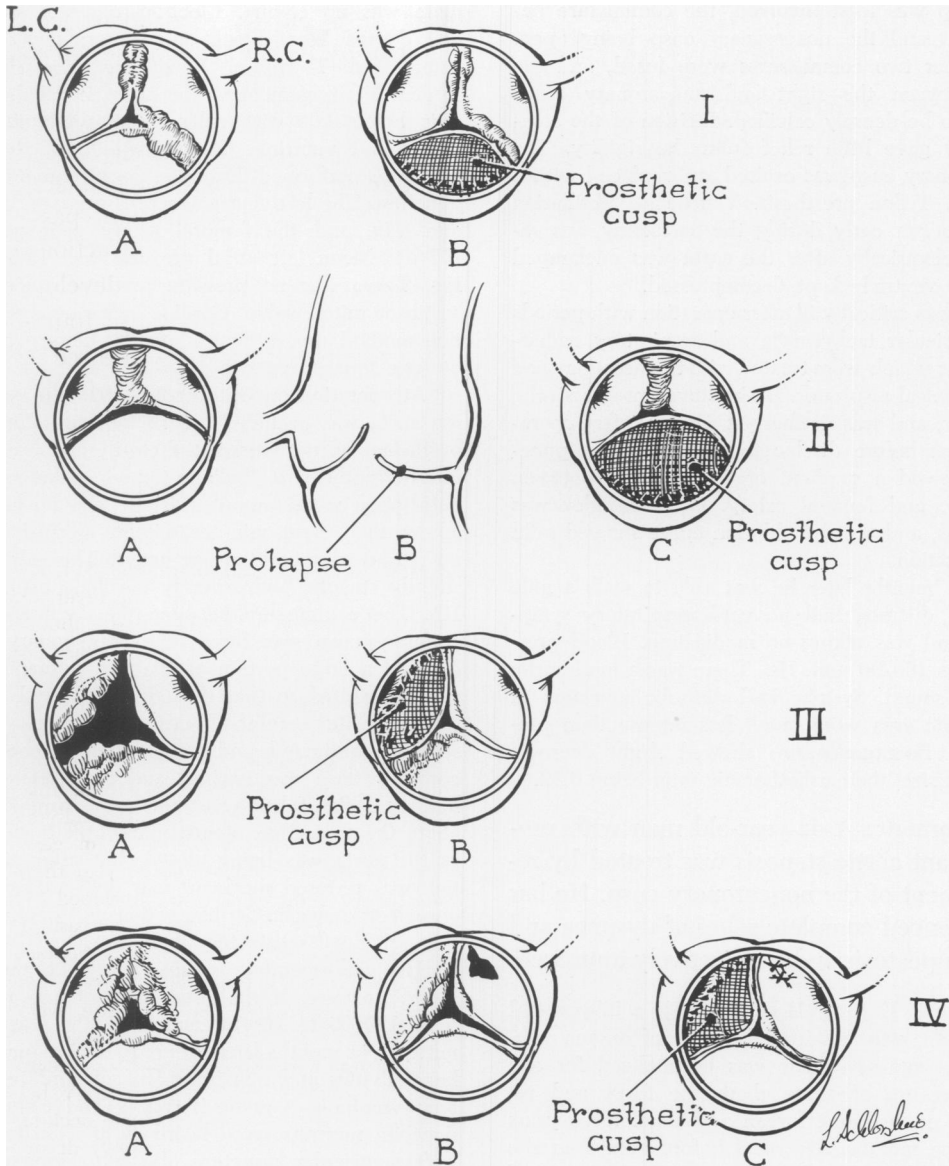 L.C.
R.C.
I
Prosthetic
cusp
A
B
II
Prolapse
A
B
C
Prosthetic
cusp
III
Prosthetic
cusp
A
B
IV
Prosthetic
cusp
A
B
C